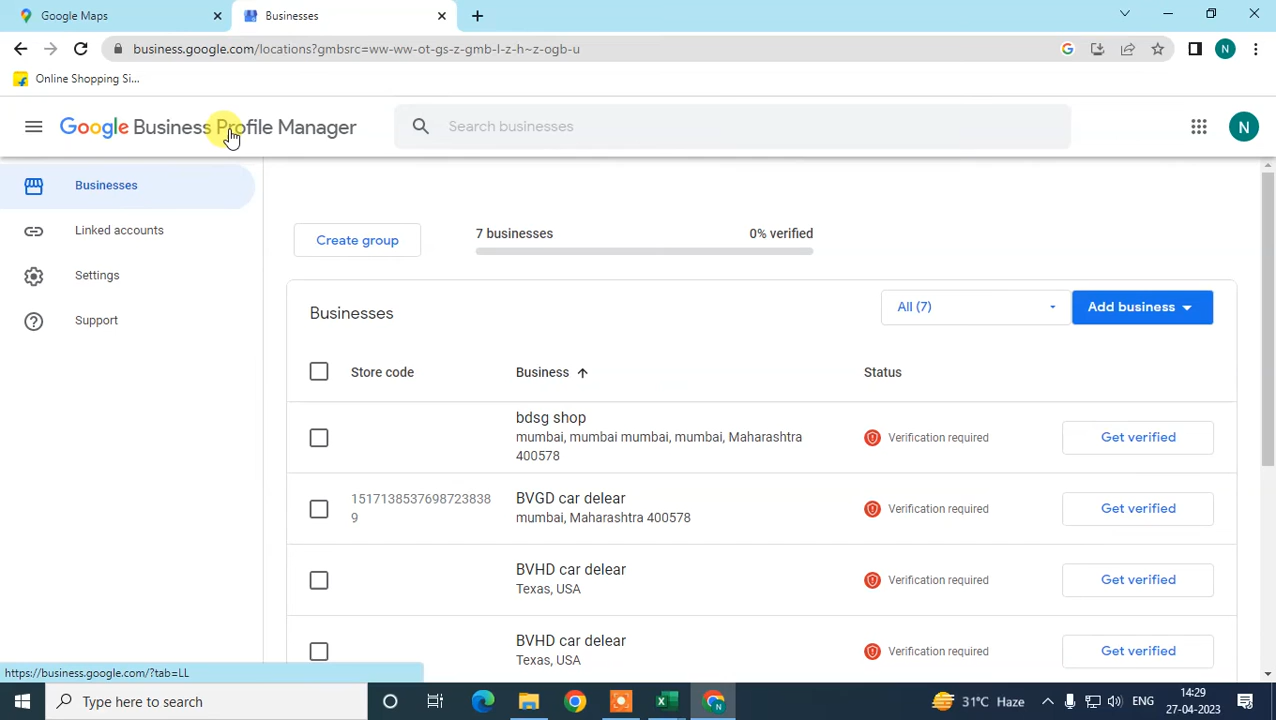 Google Maps
Businesses
business.google.com/locations?gmbsrc=ww-ww-ot-gs-z-gmb-l-z-h~z-ogb-u
N
Online Shopping Si...
Google Business Profile Manager
Search businesses
N
Businesses
Linked accounts
Settings
Support
Create group
7 businesses
0% verified
Businesses
All (7)
Add business
Store code
Business
Status
bdsg shop
mumbai, mumbai mumbai, mumbai, Maharashtra
400578
Verification required
Get verified
1517138537698723838
9
BVGD car delear
mumbai, Maharashtra 400578
Verification required
Get verified
BVHD car delear
Texas, USA
Verification required
Get verified
BVHD car delear
Texas, USA
Verification required
Get verified
https://business.google.com/?tab=LL
Type here to search
N
31°C Haze
ENG
14:29
27-04-2023